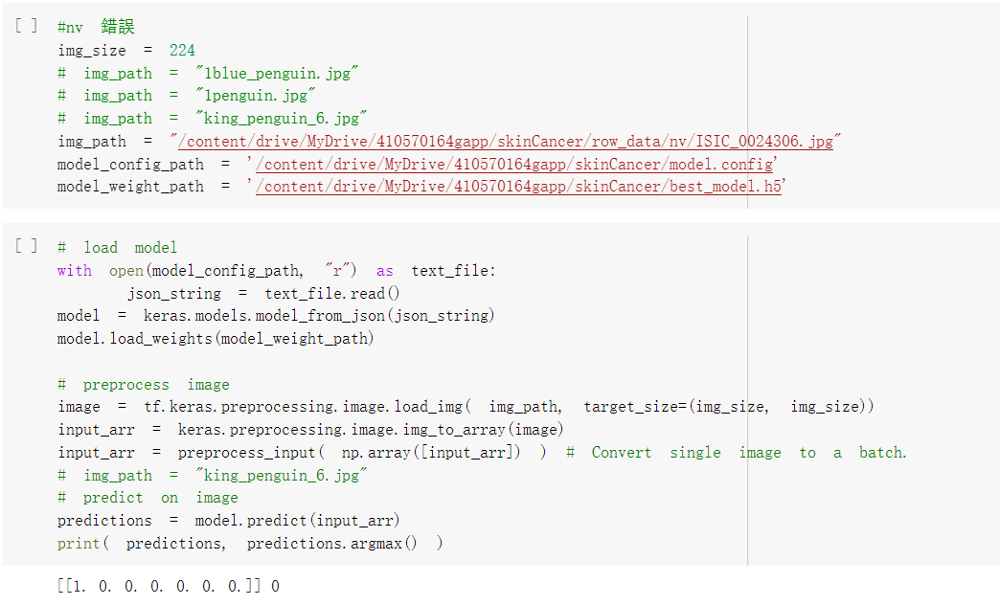 [ ] #nv 錯誤
img_size = 224
# img_path = "1blue_penguin.jpg"
# img_path = "1penguin.jpg"
# img_path = "king_penguin_6.jpg"
img_path = "/content/drive/MyDrive/410570164gapp/skinCancer/row_data/nv/ISIC_0024306.jpg"
model_config_path = '/content/drive/MyDrive/410570164gapp/skinCancer/model.config'
model_weight_path = '/content/drive/MyDrive/410570164gapp/skinCancer/best_model.h5'
[ ] # load model
with open(model_config_path, "r") as text_file:
        json_string = text_file.read()
model = keras.models.model_from_json(json_string)
model.load_weights(model_weight_path)
# preprocess image
image = tf.keras.preprocessing.image.load_img( img_path, target_size=(img_size, img_size))
input_arr = keras.preprocessing.image.img_to_array(image)
input_arr = preprocess_input( np.array([input_arr]) ) # Convert single image to a batch.
# img_path = "king_penguin_6.jpg"
# predict on image
predictions = model.predict(input_arr)
print( predictions, predictions.argmax() )
[[1. 0. 0. 0. 0. 0. 0.]] 0